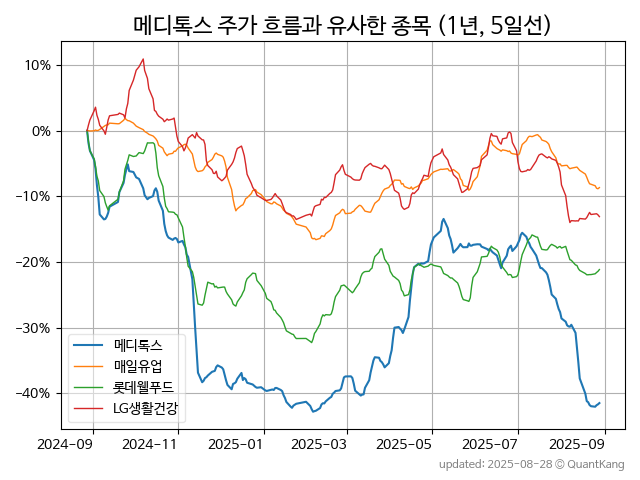 메디톡스 주가 흐름과 유사한 종목 (1년, 5일선)
10%
0%
−10%
−20%
−30%
−40%
메디톡스
매일유업
롯데웰푸드
LG생활건강
2024-09
2024-11
2025-01
2025-03
2025-05
2025-07
2025-09
updated: 2025-08-28 © QuantKang